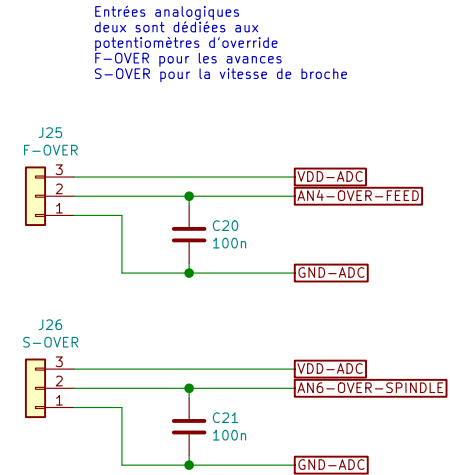 Entrées analogiques
deux sont dédiées aux
potentiomètres d'override
F-OVER pour les avances
S-OVER pour la vitesse de broche
J25
F-OVER
3
VDD-ADC
2
AN4-OVER-FEED
1
C20
100n
GND-ADC
J26
S-OVER
3
VDD-ADC
2
AN6-OVER-SPINDLE
1
C21
100n
GND-ADC